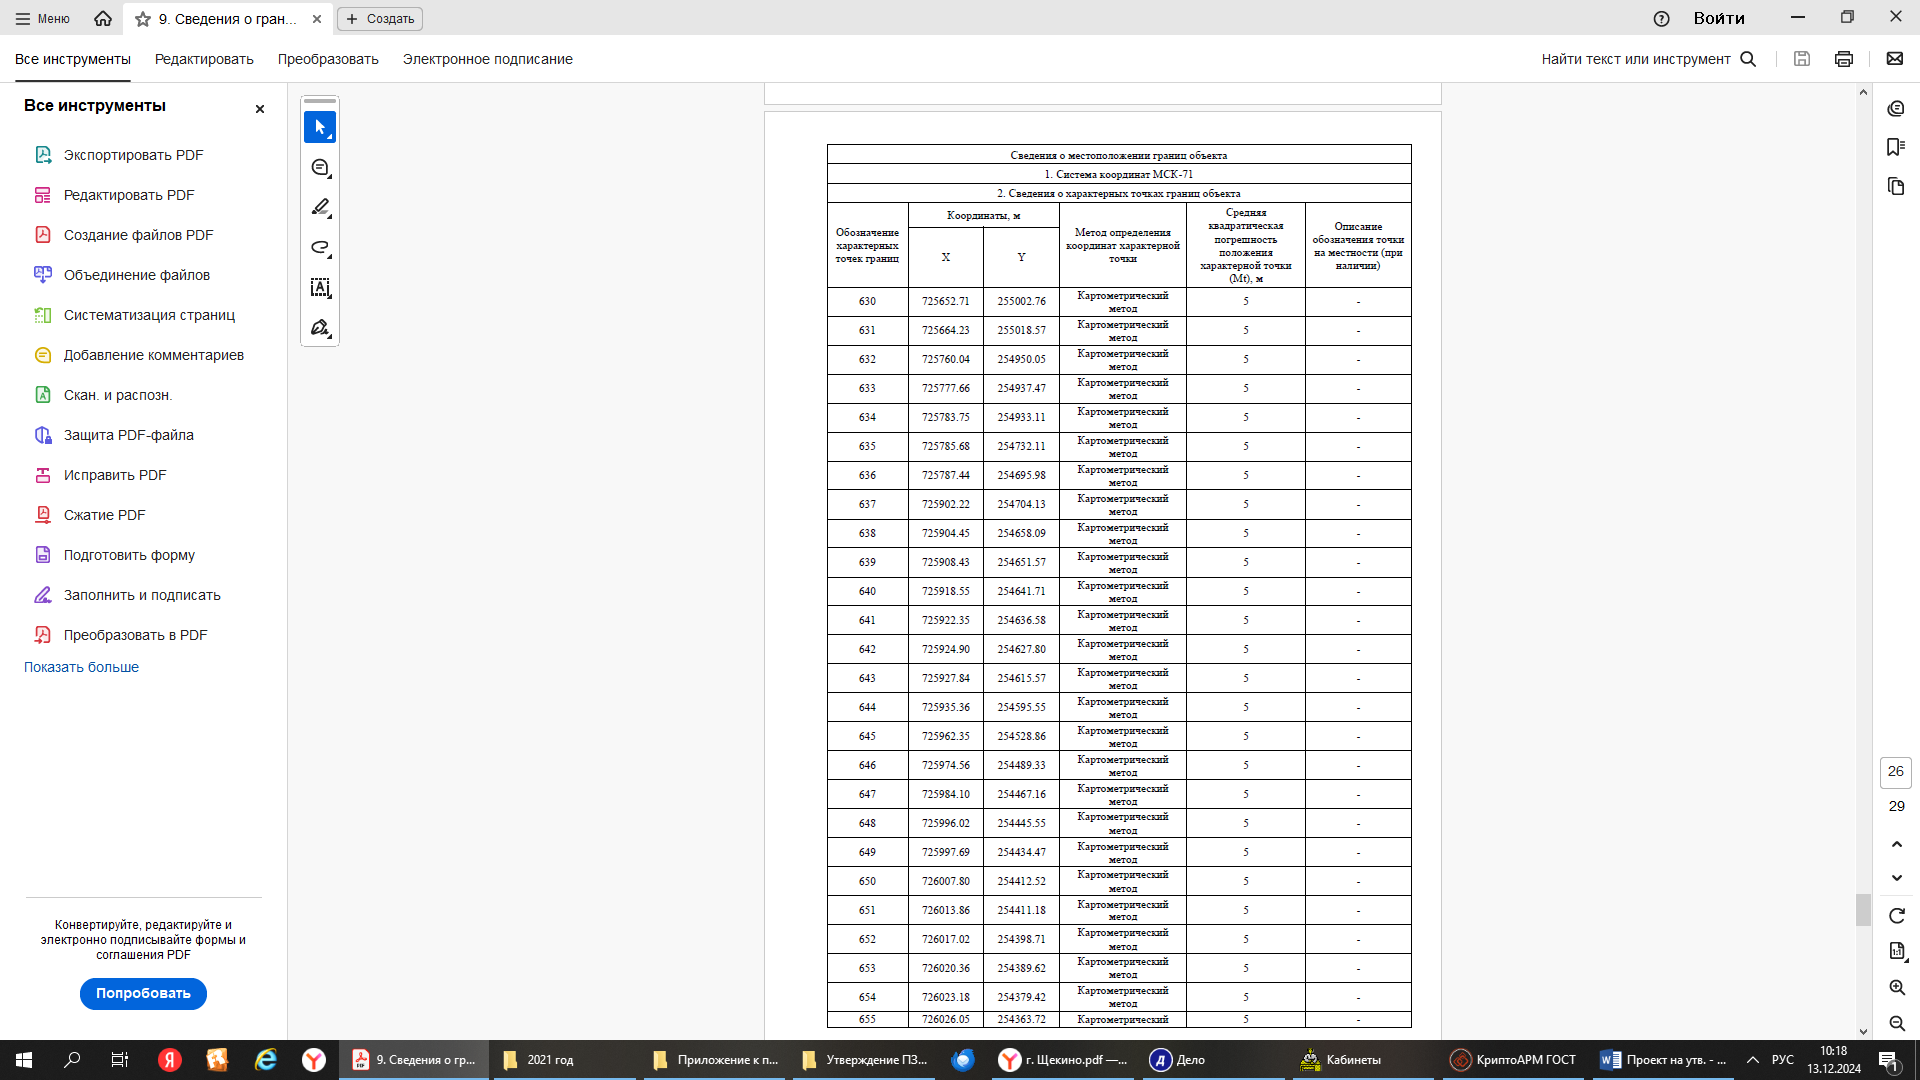 Меню
9. Сведения о гран...
Создать
Войти
Все инструменты
Редактировать
Преобразовать
Электронное подписание
Найти текст или инструмент
Все инструменты
Экспортировать PDF
Редактировать PDF
Создание файлов PDF
Объединение файлов
Систематизация страниц
Добавление комментариев
Скан. и распозн.
Защита PDF-файла
Исправить PDF
Сжатие PDF
Подготовить форму
Заполнить и подписать
Преобразовать в PDF
Показать больше
Конвертируйте, редактируйте и
электронно подписывайте формы и
соглашения PDF
Попробовать
Сведения о местоположении границ объекта
1. Система координат МСК-71
2. Сведения о характерных точках границ объекта
Обозначение характерных точек границ
Координаты, м
X Y
Метод определения координат характерной точки
Средняя квадратическая погрешность положения характерной точки (Mt), м
Описание обозначения точки на местности (при наличии)
630 725652.71 255002.76 Картометрический метод 5 -
631 725664.23 255018.57 Картометрический метод 5 -
632 725760.04 254950.05 Картометрический метод 5 -
633 725777.66 254937.47 Картометрический метод 5 -
634 725783.75 254933.11 Картометрический метод 5 -
635 725785.68 254732.11 Картометрический метод 5 -
636 725787.44 254695.98 Картометрический метод 5 -
637 725902.22 254704.13 Картометрический метод 5 -
638 725904.45 254658.09 Картометрический метод 5 -
639 725908.43 254651.57 Картометрический метод 5 -
640 725918.55 254641.71 Картометрический метод 5 -
641 725922.35 254636.58 Картометрический метод 5 -
642 725924.90 254627.80 Картометрический метод 5 -
643 725927.84 254615.57 Картометрический метод 5 -
644 725935.36 254595.55 Картометрический метод 5 -
645 725962.35 254528.86 Картометрический метод 5 -
646 725974.56 254489.33 Картометрический метод 5 -
647 725984.10 254467.16 Картометрический метод 5 -
648 725996.02 254445.55 Картометрический метод 5 -
649 725997.69 254434.47 Картометрический метод 5 -
650 726007.80 254412.52 Картометрический метод 5 -
651 726013.86 254411.18 Картометрический метод 5 -
652 726017.02 254398.71 Картометрический метод 5 -
653 726020.36 254389.62 Картометрический метод 5 -
654 726023.18 254379.42 Картометрический метод 5 -
655 726026.05 254363.72 Картометрический 5 -
26
29
1:1
9. Сведения о гр...
2021 год
Приложение к п...
Утверждение ПЗ...
г. Щекино.pdf —...
Дело
Кабинеты
КриптоАРМ ГОСТ
Проект на утв. - ...
РУС
10:18
13.12.2024
1